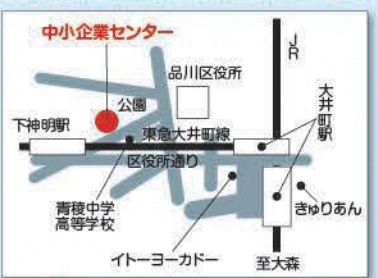 中小企業センター
JR
品川区役所
公園
大井町駅
下神明駅
東急大井町線
区役所通り
青稜中学
高等学校
きゅりあん
イトーヨーカドー
至大森